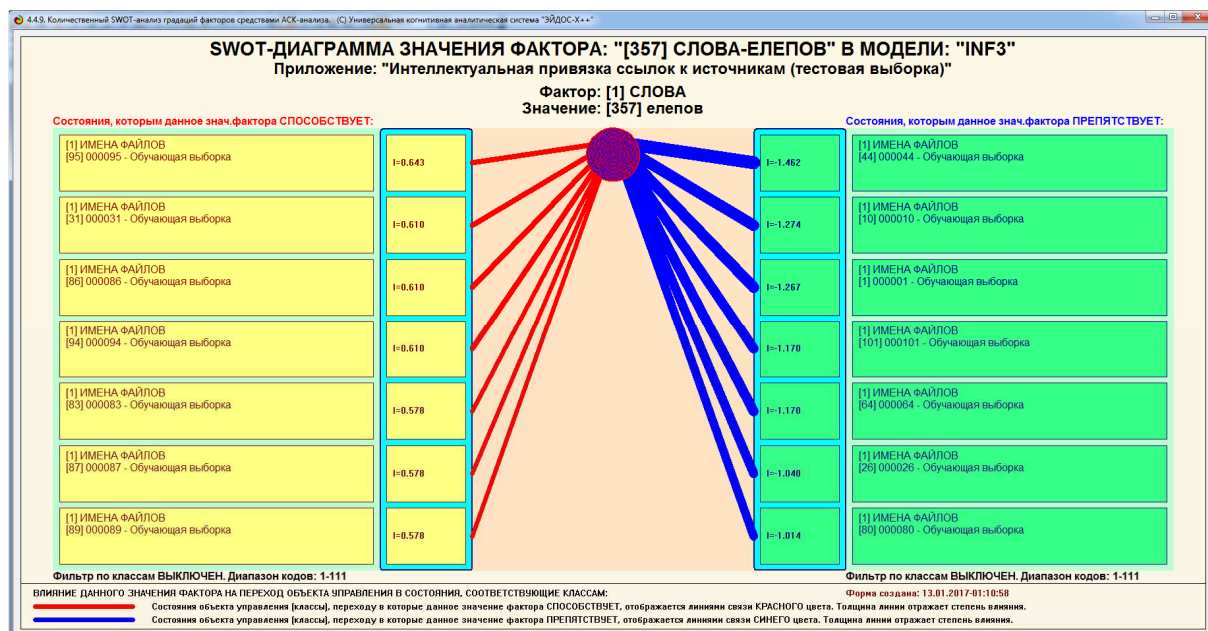 4.4.9. Количественный SWOT-анализ градаций факторов средствами АСК-анализа. (С) Универсальная когнитивная аналитическая система "ЭЙДОС-Х++"
SWOT-ДИАГРАММА ЗНАЧЕНИЯ ФАКТОРА: "[357] СЛОВА-ЕЛЕПОВ" В МОДЕЛИ: "INF3"
Приложение: "Интеллектуальная привязка ссылок к источникам (тестовая выборка)"
Фактор: [1] СЛОВА
Значение: [357] елепов
Состояния, которым данное знач.фактора СПОСОБСТВУЕТ:
[1] ИМЕНА ФАЙЛОВ
[95] 000095 - Обучающая выборка
I=0.643
[1] ИМЕНА ФАЙЛОВ
[31] 000031 - Обучающая выборка
I=0.610
[1] ИМЕНА ФАЙЛОВ
[86] 000086 - Обучающая выборка
I=0.610
[1] ИМЕНА ФАЙЛОВ
[94] 000094 - Обучающая выборка
I=0.610
[1] ИМЕНА ФАЙЛОВ
[83] 000083 - Обучающая выборка
I=0.578
[1] ИМЕНА ФАЙЛОВ
[87] 000087 - Обучающая выборка
I=0.578
[1] ИМЕНА ФАЙЛОВ
[89] 000089 - Обучающая выборка
I=0.578
Фильтр по классам ВЫКЛЮЧЕН. Диапазон кодов: 1-111
Состояния, которым данное знач.фактора ПРЕПЯТСТВУЕТ:
I=-1.462
[1] ИМЕНА ФАЙЛОВ
[44] 000044 - Обучающая выборка
I=-1.274
[1] ИМЕНА ФАЙЛОВ
[10] 000010 - Обучающая выборка
I=-1.267
[1] ИМЕНА ФАЙЛОВ
[1] 000001 - Обучающая выборка
I=-1.170
[1] ИМЕНА ФАЙЛОВ
[101] 000101 - Обучающая выборка
I=-1.170
[1] ИМЕНА ФАЙЛОВ
[64] 000064 - Обучающая выборка
I=-1.040
[1] ИМЕНА ФАЙЛОВ
[26] 000026 - Обучающая выборка
I=-1.014
[1] ИМЕНА ФАЙЛОВ
[80] 000080 - Обучающая выборка
Фильтр по классам ВЫКЛЮЧЕН. Диапазон кодов: 1-111
ВЛИЯНИЕ ДАННОГО ЗНАЧЕНИЯ ФАКТОРА НА ПЕРЕХОД ОБЪЕКТА УПРАВЛЕНИЯ В СОСТОЯНИЯ, СООТВЕТСТВУЮЩИЕ КЛАССАМ:
Форма создана: 13.01.2017-01:10:58
Состояния объекта управления (классы), переходу в которые данное значение фактора СПОСОБСТВУЕТ, отображается линиями связи КРАСНОГО цвета. Толщина линии отражает степень влияния.
Состояния объекта управления (классы), переходу в которые данное значение фактора ПРЕПЯТСТВУЕТ, отображается линиями связи СИНЕГО цвета. Толщина линии отражает степень влияния.